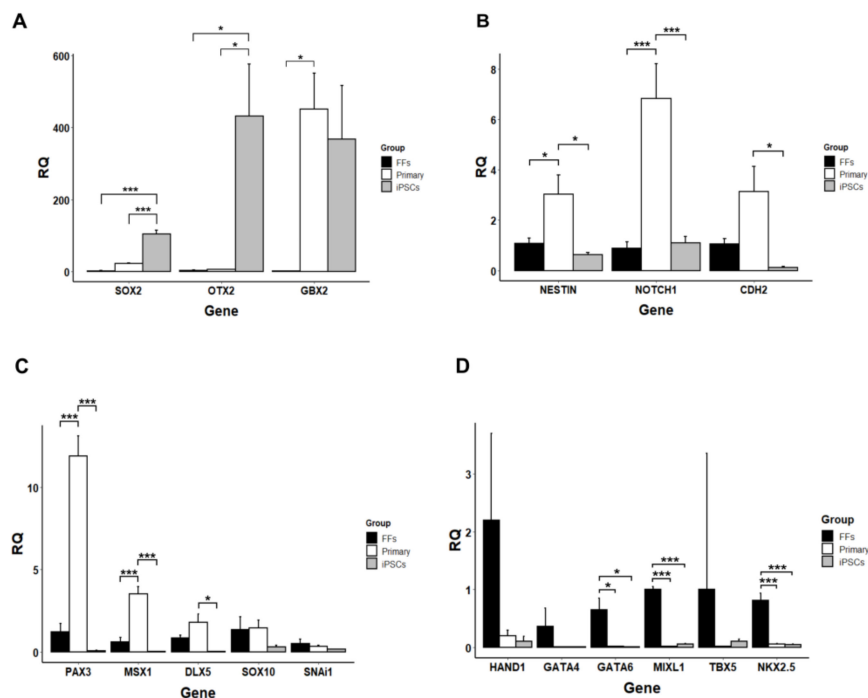 A
RQ
600
400
200
0
*
*
*
***
***
SOX2 OTX2 GBX2
Gene
Group
FFs
Primary
iPSCs
B
RQ
8
6
4
2
0
*
*
***
***
*
NESTIN NOTCH1 CDH2
Gene
Group
FFs
Primary
iPSCs
C
RQ
10
5
0
***
***
***
***
*
PAX3 MSX1 DLX5 SOX10 SNAi1
Gene
Group
FFs
Primary
iPSCs
D
RQ
3
2
1
0
*
*
***
***
***
***
HAND1 GATA4 GATA6 MIXL1 TBX5 NKX2.5
Gene
Group
FFs
Primary
iPSCs